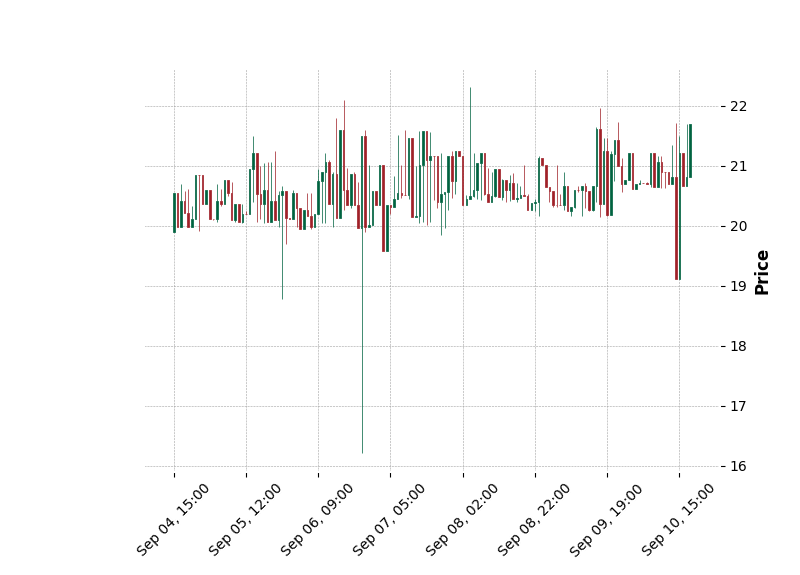 22
21
20
19
18
17
16
Price
Sep 04, 15:00
Sep 05, 12:00
Sep 06, 09:00
Sep 07, 05:00
Sep 08, 02:00
Sep 08, 22:00
Sep 09, 19:00
Sep 10, 15:00